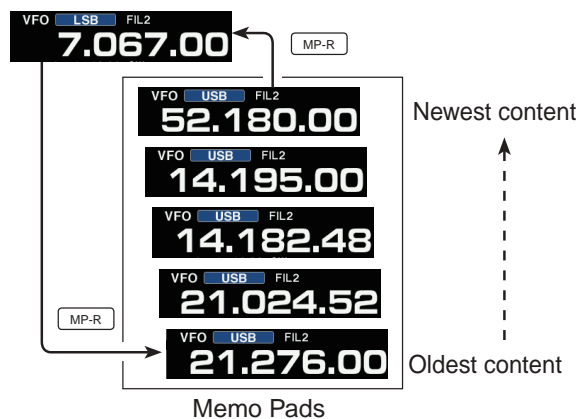 VFO LSB FIL2
7.067.00
MP-R
VFO USB FIL2
52.180.00
Newest content
VFO USB FIL2
14.195.00
VFO USB FIL2
14.182.48
VFO USB FIL2
21.024.52
MP-R
VFO USB FIL2
21.276.00
Oldest content
Memo Pads